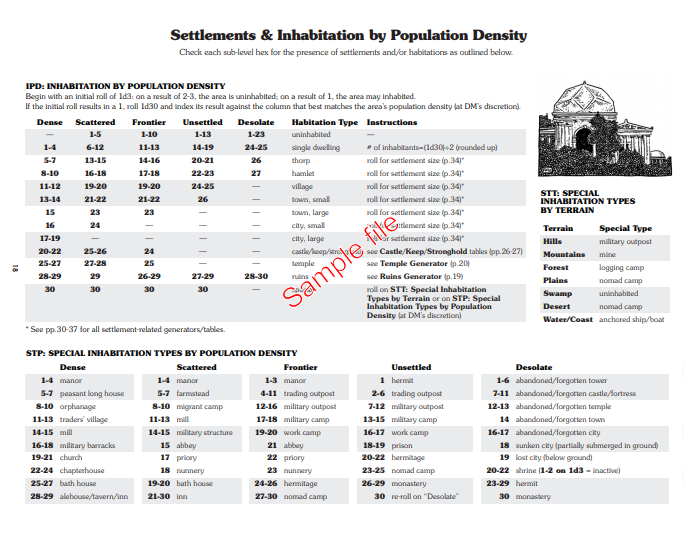 Settlements & Inhabitation by Population Density
Check each sub-level hex for the presence of settlements and/or habitations as outlined below.
IPD: INHABITATION BY POPULATION DENSITY
Begin with an initial roll of 1d3: on a result of 2-3, the area is uninhabited; on a result of 1, the area may inhabited.
If the initial roll results in a 1, roll 1d30 and index its result against the column that best matches the area's population density (at DM's discretion).
Dense Scattered Frontier Unsettled Desolate Habitation Type Instructions
— 1-5 1-10 1-13 1-23 uninhabited —
1-4 6-12 11-13 14-19 24-25 single dwelling # of inhabitants=(1d30)÷2 (rounded up)
5-7 13-15 14-16 20-21 26 thorp roll for settlement size (p.34)*
8-10 16-18 17-18 22-23 27 hamlet roll for settlement size (p.34)*
11-12 19-20 19-20 24-25 — village roll for settlement size (p.34)*
13-14 21-22 21-22 26 — town, small roll for settlement size (p.34)*
15 23 23 — — town, large roll for settlement size (p.34)*
16 24 — — — city, small roll for settlement size (p.34)*
17-19 — — — — city, large roll for settlement size (p.34)*
20-22 25-26 24 — — castle/keep/stronghold see Castle/Keep/Stronghold tables (pp.26-27)
25-27 27-28 25 — — temple see Temple Generator (p.20)
28-29 29 26-29 27-29 28-30 ruins see Ruins Generator (p.19)
30 30 30 30 — special roll on STT: Special Inhabitation
Types by Terrain or on STP: Special
Inhabitation Types by Population
Density (at DM's discretion)
* See pp.30-37 for all settlement-related generators/tables.
Sample file
18
STT: SPECIAL
INHABITATION TYPES
BY TERRAIN
Terrain Special Type
Hills military outpost
Mountains mine
Forest logging camp
Plains nomad camp
Swamp uninhabited
Desert nomad camp
Water/Coast anchored ship/boat
STP: SPECIAL INHABITATION TYPES BY POPULATION DENSITY
Dense Scattered Frontier Unsettled Desolate
1-4 manor 1-4 manor 1-3 manor 1 hermit 1-6 abandoned/forgotten tower
5-7 peasant long house 5-7 farmstead 4-11 trading outpost 2-6 trading outpost 7-11 abandoned/forgotten castle/fortress
8-10 orphanage 8-10 migrant camp 12-16 military outpost 7-12 military outpost 12-13 abandoned/forgotten temple
11-13 traders' village 11-13 mill 17-18 military camp 13-15 military camp 14 abandoned/forgotten town
14-15 mill 14-15 military structure 19-20 work camp 16-17 work camp 16-17 abandoned/forgotten city
16-18 military barracks 15 abbey 21 abbey 18-19 prison 18 sunken city (partially submerged in ground)
19-21 church 17 priory 22 priory 20-22 hermitage 19 lost city (below ground)
22-24 chapterhouse 18 nunnery 23 nunnery 23-25 nomad camp 20-22 shrine (1-2 on 1d3 = inactive)
25-27 bath house 19-20 bath house 24-26 hermitage 26-29 monastery 23-29 hermit
28-29 alehouse/tavern/inn 21-30 inn 27-30 nomad camp 30 re-roll on "Desolate" 30 monastery